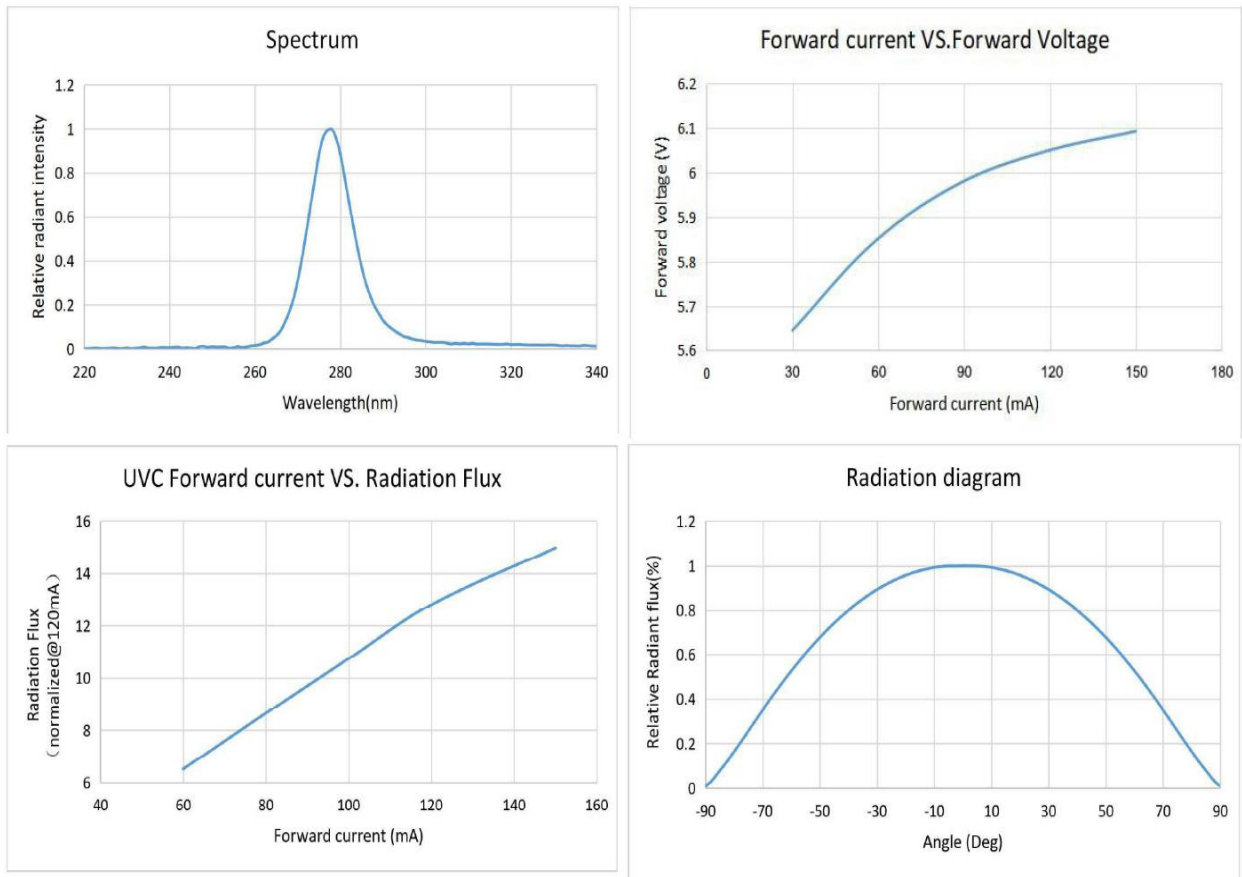 Spectrum
Relative radiant intensity
1.2
1
0.8
0.6
0.4
0.2
0
220 240 260 280 300 320 340
Wavelength(nm)
Forward current VS.Forward Voltage
Forward voltage (V)
6.2
6.1
6
5.9
5.8
5.7
5.6
0 30 60 90 120 150 180
Forward current (mA)
UVC Forward current VS. Radiation Flux
Radiation Flux
（normalized@120mA）
16
14
12
10
8
6
40 60 80 100 120 140 160
Forward current (mA)
Radiation diagram
Relative Radiant flux(%)
1.2
1
0.8
0.6
0.4
0.2
0
-90 -70 -50 -30 -10 10 30 50 70 90
Angle (Deg)